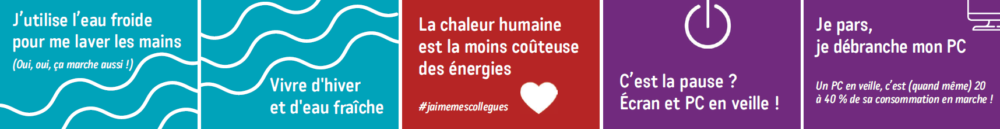 J’utilise l’eau froide
pour me laver les mains
(Oui, oui, ça marche aussi !)
Vivre d'hiver
et d'eau fraîche
La chaleur humaine
est la moins coûteuse
des énergies
#jaimemescollegues
C’est la pause ?
Écran et PC en veille !
Je pars,
je débranche mon PC
Un PC en veille, c’est (quand même) 20
à 40 % de sa consommation en marche !